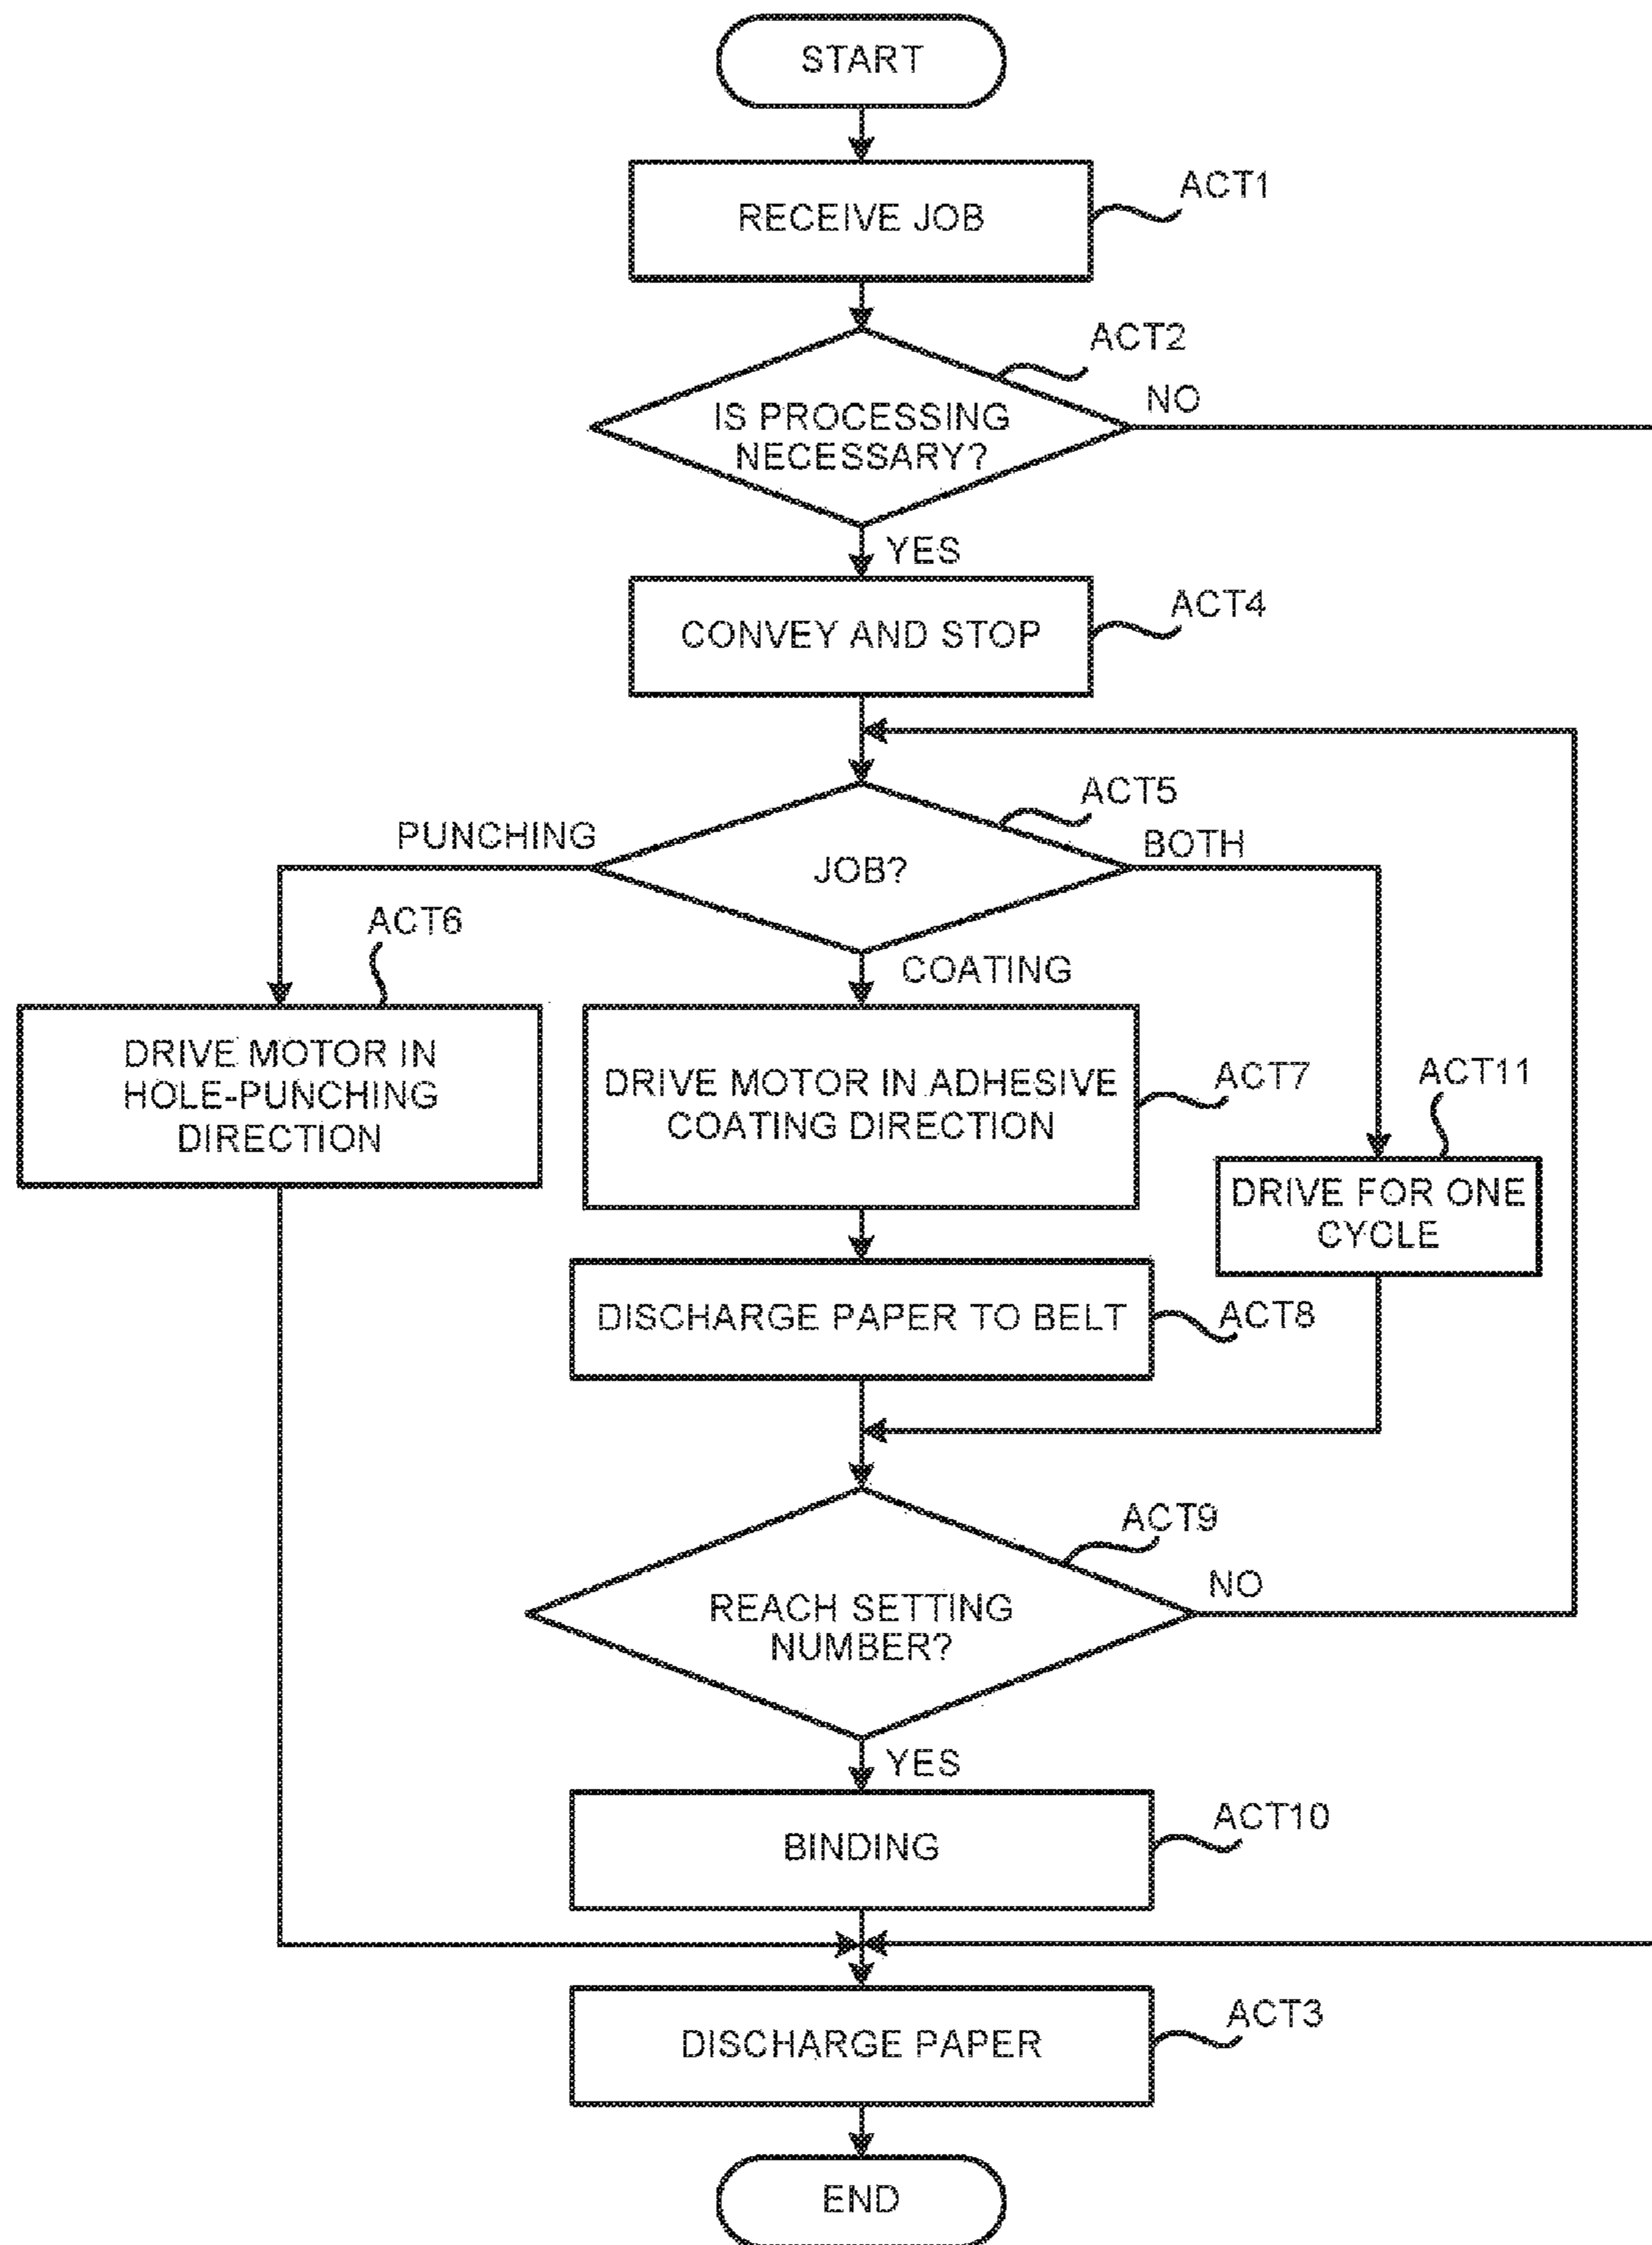 START
RECEIVE JOB
ACT1
ACT2
IS PROCESSING
NECESSARY?
NO
YES
CONVEY AND STOP
ACT4
ACT5
PUNCHING
JOB?
BOTH
ACT6
COATING
DRIVE MOTOR IN
HOLE-PUNCHING
DIRECTION
DRIVE MOTOR IN ADHESIVE
COATING DIRECTION
ACT7
ACT11
DRIVE FOR ONE
CYCLE
DISCHARGE PAPER TO BELT
ACT8
ACT9
REACH SETTING
NUMBER?
NO
YES
BINDING
ACT10
DISCHARGE PAPER
ACT3
END